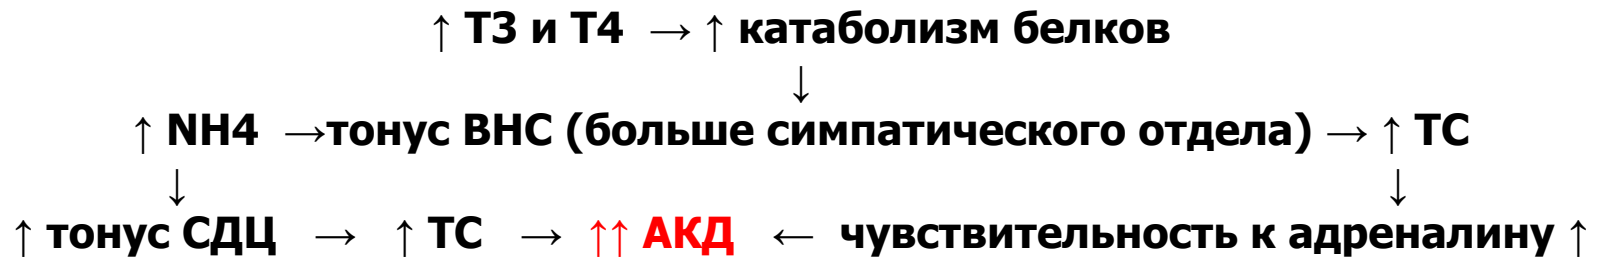 ↑ Т3 и Т4 → ↑ катаболизм белков
↓
↑ NH4 →тонус ВНС (больше симпатического отдела) → ↑ ТС
↓ ↓
↑ тонус СДЦ → ↑ ТС → ↑↑ АКД ← чувствительность к адреналину ↑